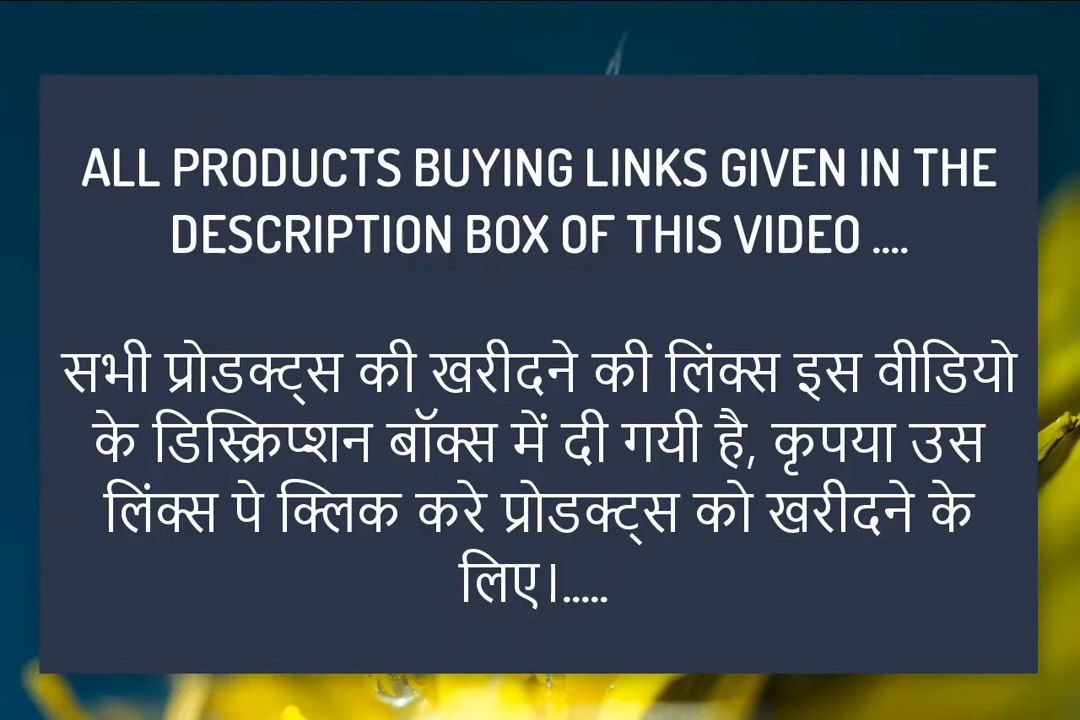 ALL PRODUCTS BUYING LINKS GIVEN IN THE
DESCRIPTION BOX OF THIS VIDEO ....
सभी प्रोडक्ट्स की खरीदने की लिंक्स इस वीडियो
के डिस्क्रिप्शन बॉक्स में दी गयी है, कृपया उस
लिंक्स पे क्लिक करे प्रोडक्ट्स को खरीदने के
लिए।.....